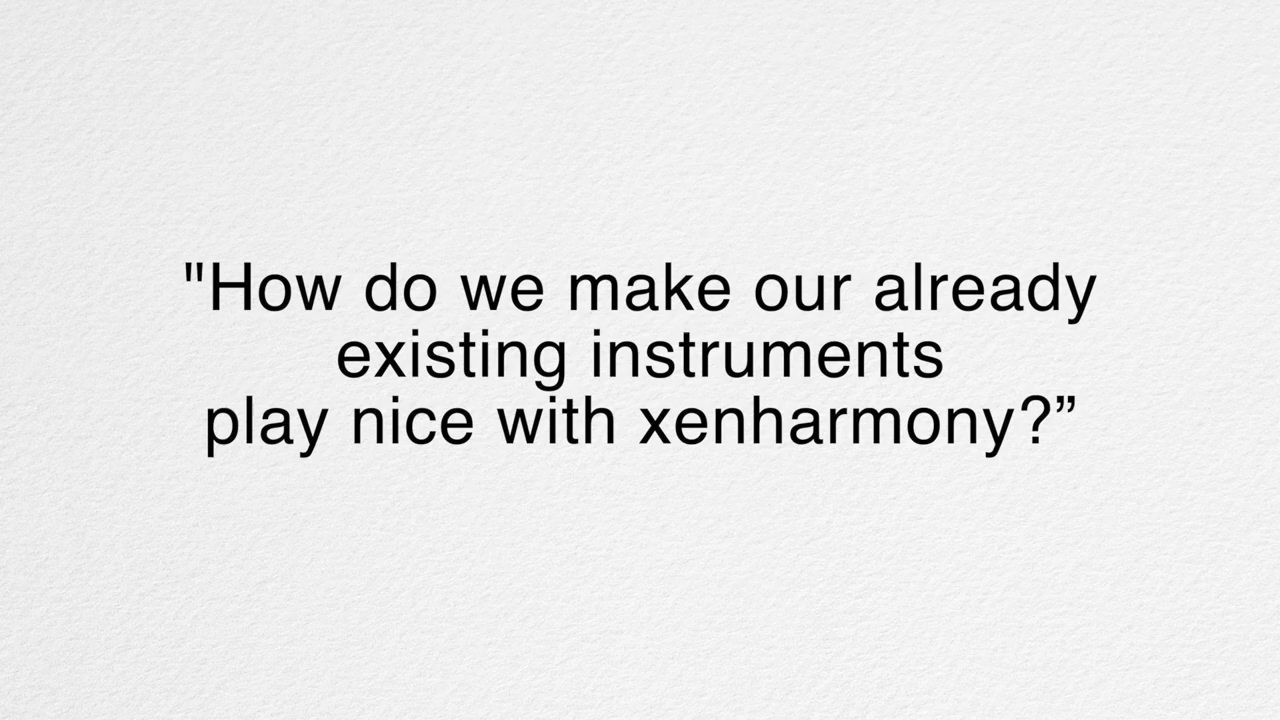 "How do we make our already
existing instruments
play nice with xenharmony?”